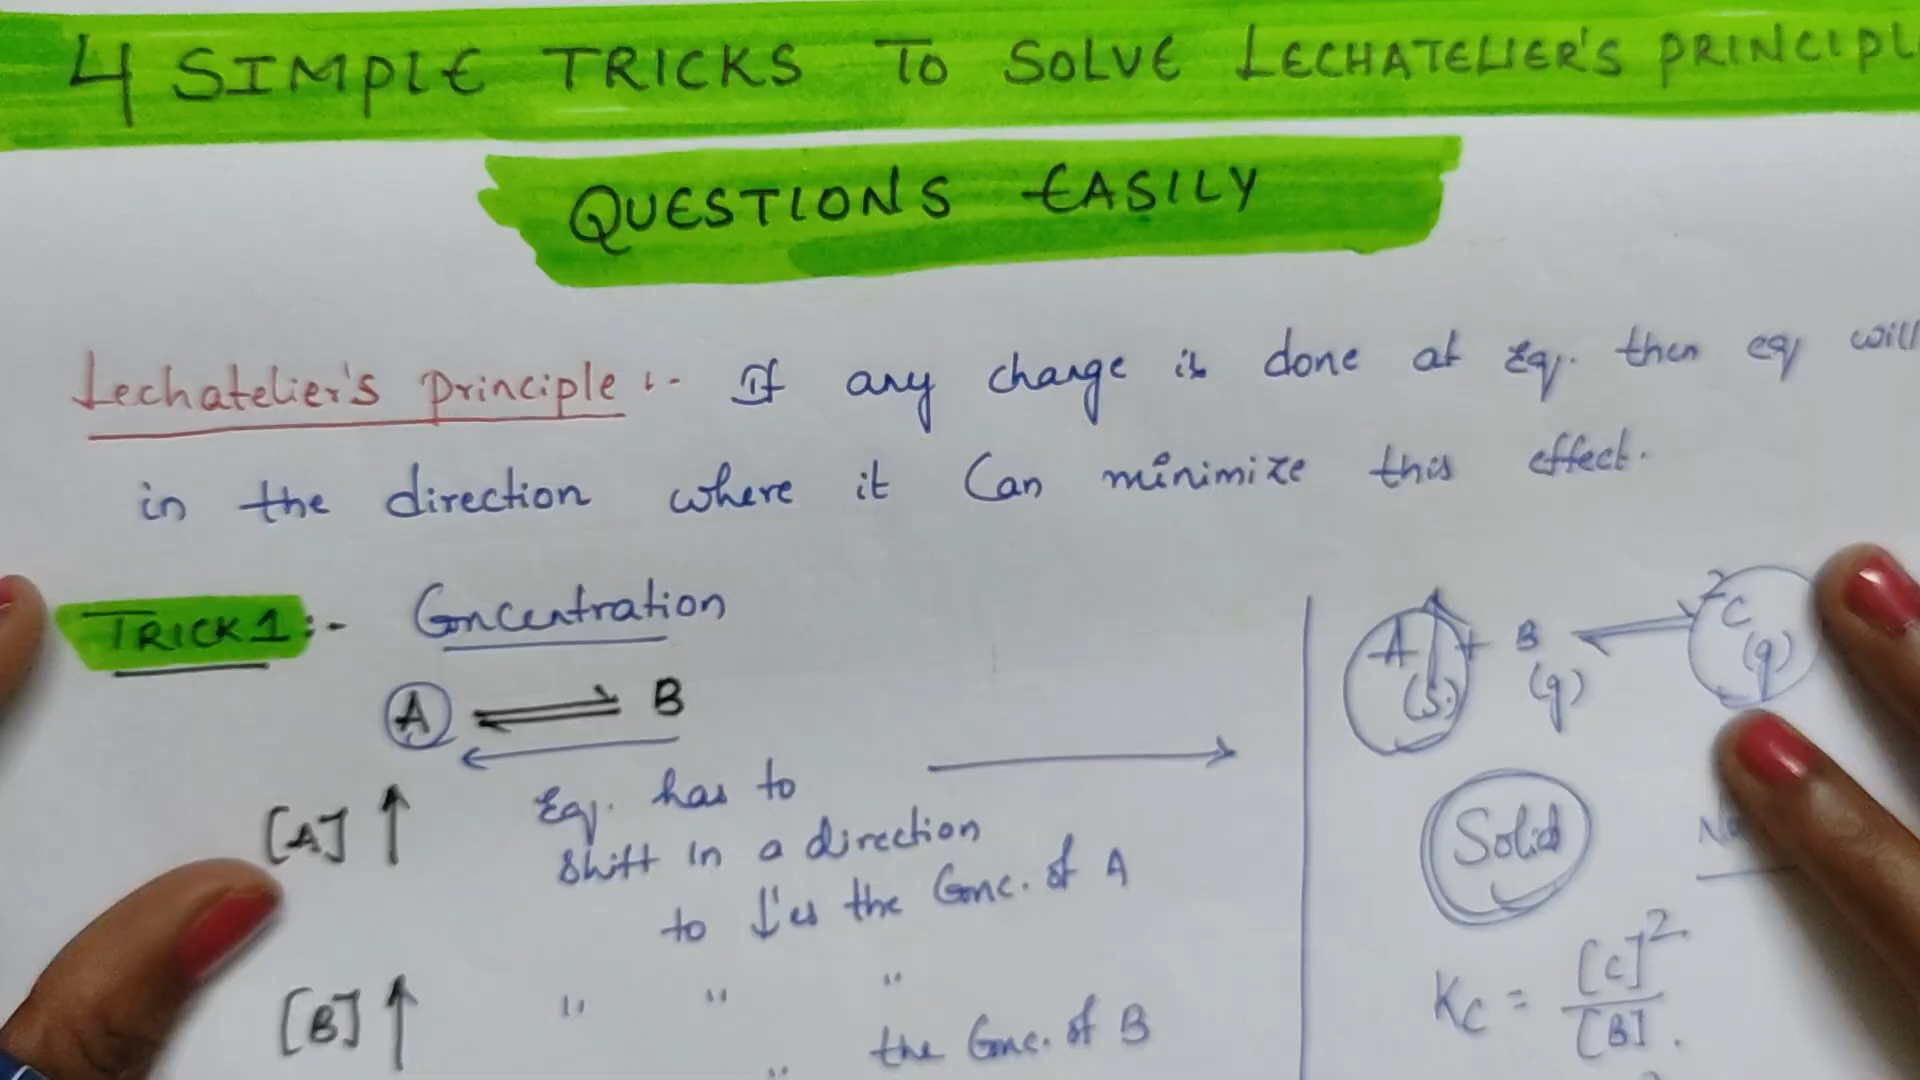 4 SIMPLE TRICKS TO SOLVE LECHATELIER'S PRINCIPL
QUESTIONS EASILY
Lechatelier's principle :- If any change is done at Eq. then eq will
in the direction where it Can minimize this effect.
TRICK 1 :- Concentration
A ⇌ B
[A] ↑ Eq. has to
shift in a direction
to ↓'es the Conc. of A
[B] ↑ " " "
" the Conc. of B
A (s) + B (g) ⇌ 2C (g)
Solid
Kc = [C]²
[B].